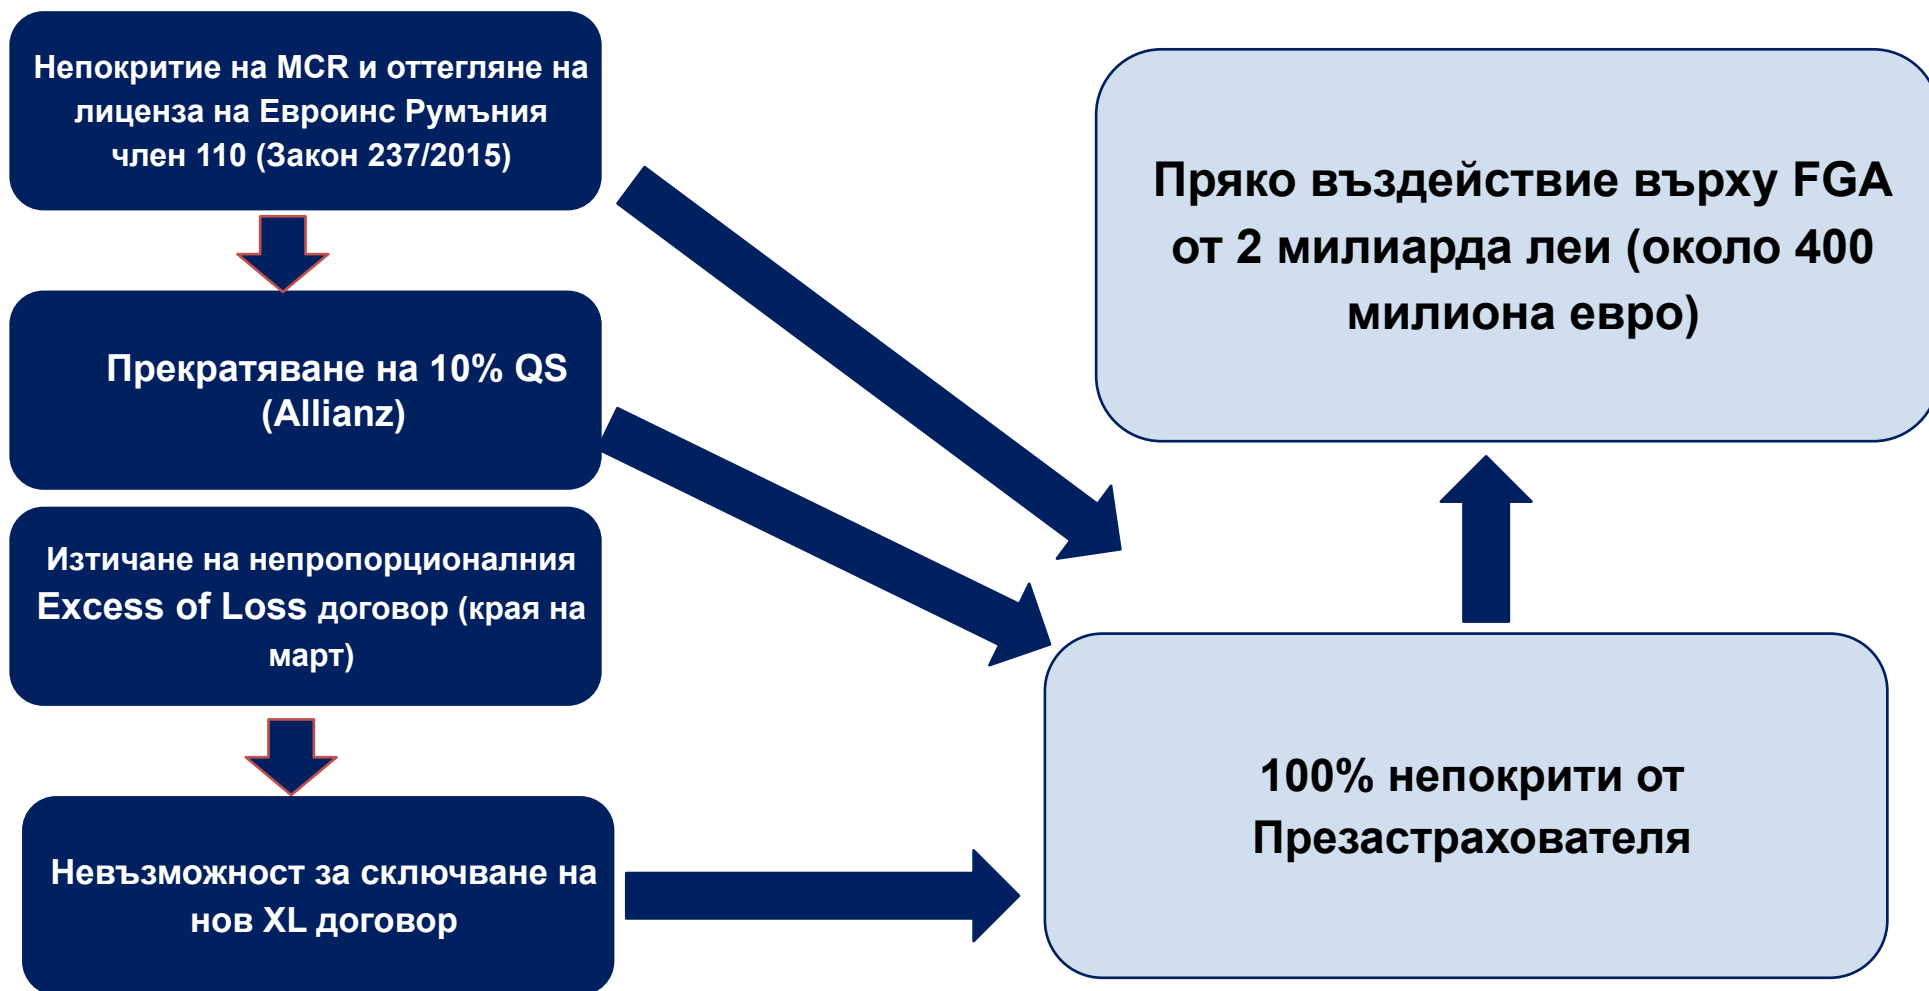 Непокритие на MCR и оттегляне на
лиценза на Евроинс Румъния
член 110 (Закон 237/2015)
Прекратяване на 10% QS
(Allianz)
Изтичане на непропорционалния
Excess of Loss договор (края на
март)
Невъзможност за сключване на
нов XL договор
Пряко въздействие върху FGA
от 2 милиарда леи (около 400
милиона евро)
100% непокрити от
Презастрахователя